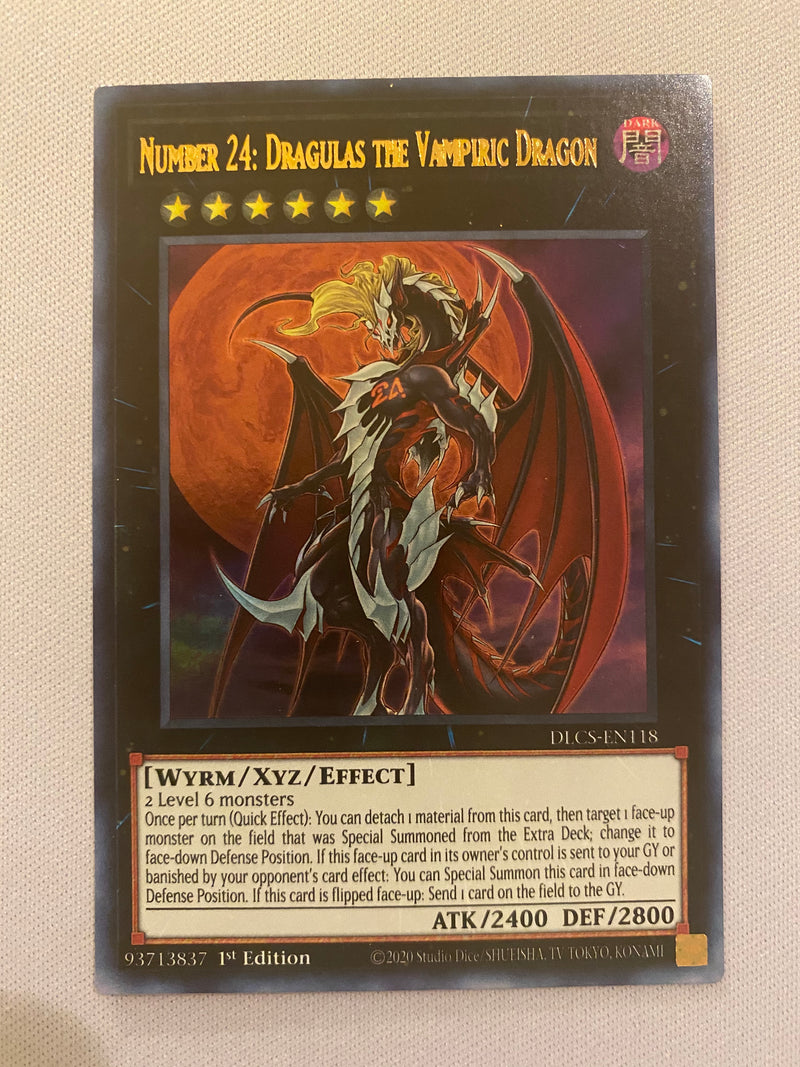 NUMBER 24: DRAGULAS THE VAMPIRIC DRAGON
DARK
闇
24
DLCS-EN118
[WYRM/XYZ/EFFECT]
2 Level 6 monsters
Once per turn (Quick Effect): You can detach 1 material from this card, then target 1 face-up
monster on the field that was Special Summoned from the Extra Deck; change it to
face-down Defense Position. If this face-up card in its owner's control is sent to your GY or
banished by your opponent's card effect: You can Special Summon this card in face-down
Defense Position. If this card is flipped face-up: Send 1 card on the field to the GY.
ATK/2400 DEF/2800
93713837 1st Edition
©2020 Studio Dice/SHUEISHA, TV TOKYO, KONAMI